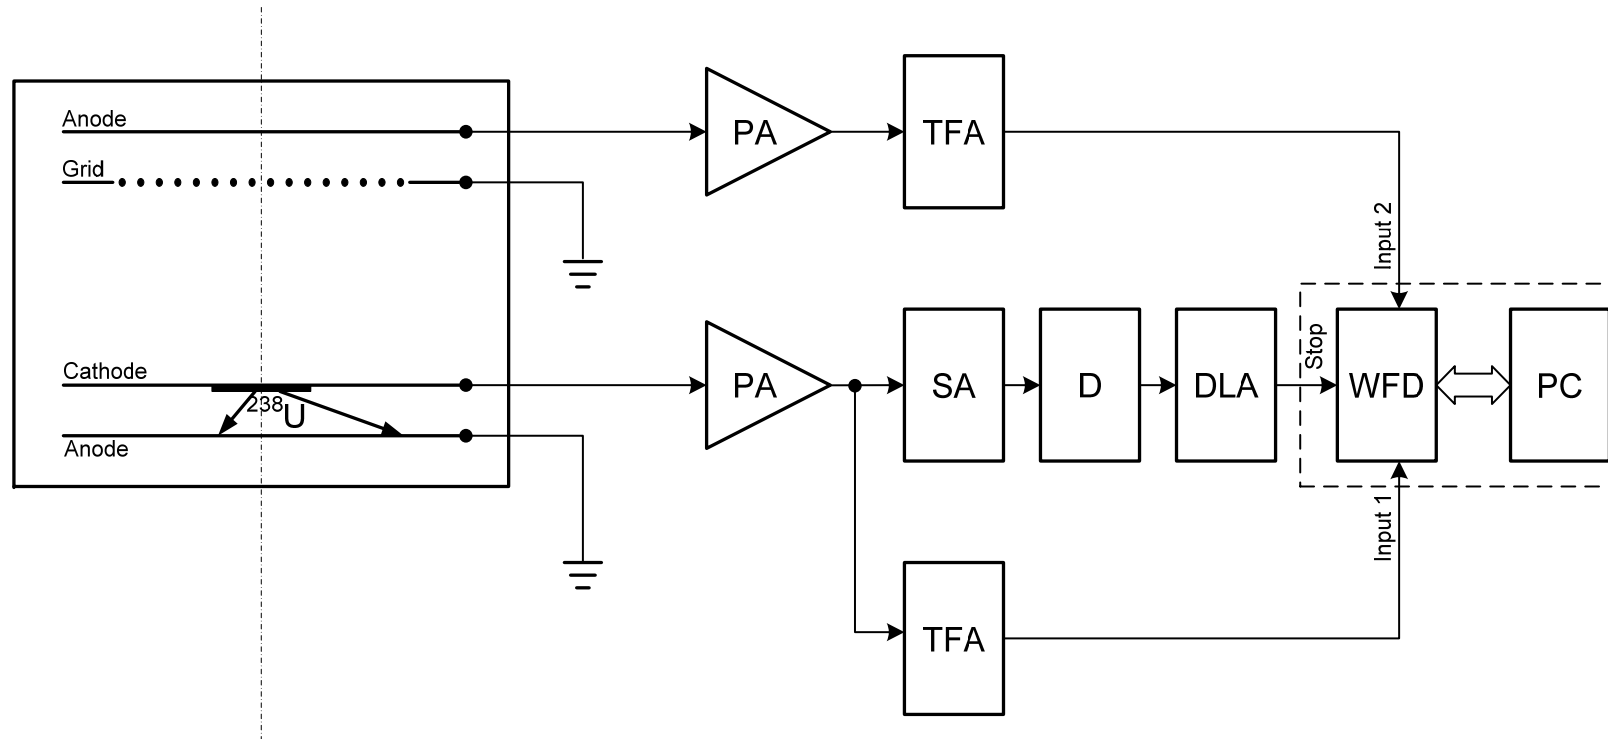 Anode
PA
TFA
Grid
Input 2
Cathode
PA
SA
D
DLA
Stop
WFD
PC
238U
Anode
Input 1
TFA